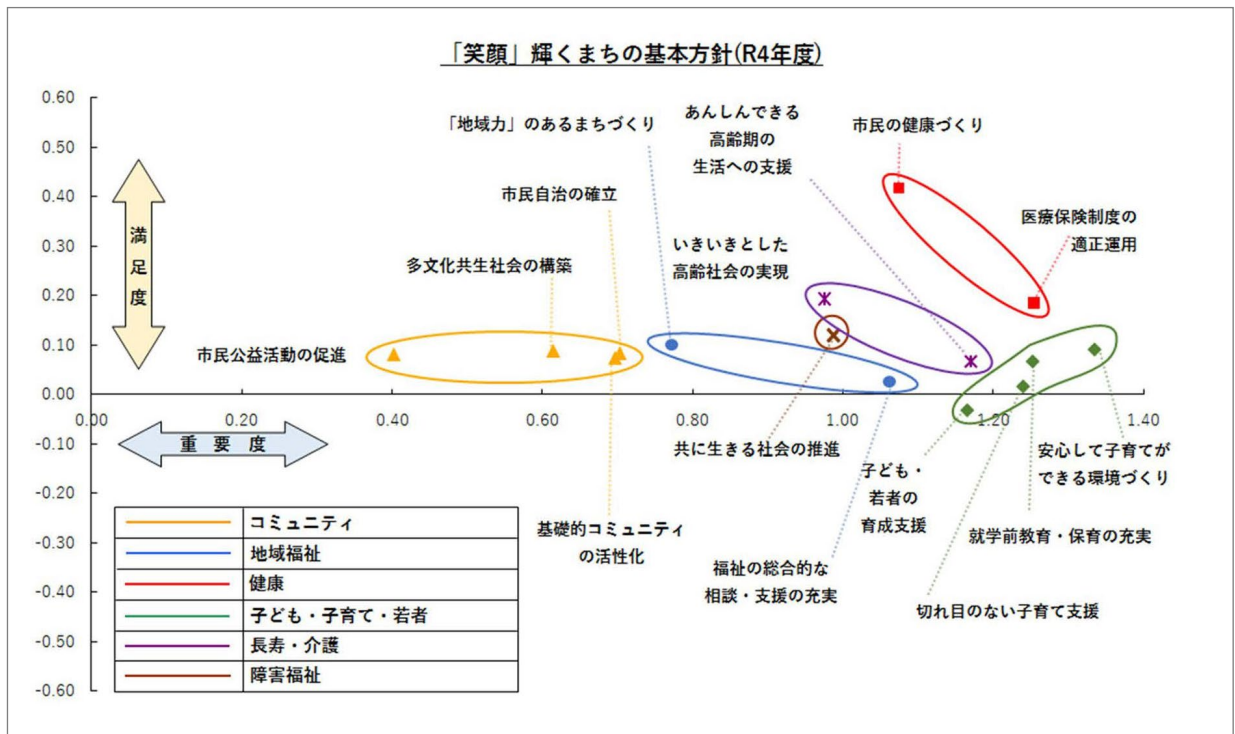 「笑顔」輝くまちの基本方針(R4年度)
0.60
0.50
0.40
0.30
0.20
0.10
0.00
-0.10
-0.20
-0.30
-0.40
-0.50
-0.60
0.00
0.20
0.40
0.60
0.80
1.00
1.20
1.40
満足度
重要度
「地域力」のあるまちづくり
あんしんできる
高齢期の
生活への支援
市民の健康づくり
市民自治の確立
医療保険制度の
適正運用
多文化共生社会の構築
いきいきとした
高齢社会の実現
市民公益活動の促進
共に生きる社会の推進
子ども・
若者の
育成支援
安心して子育てが
できる環境づくり
基礎的コミュニティ
の活性化
就学前教育・保育の充実
福祉の総合的な
相談・支援の充実
切れ目のない子育て支援
コミュニティ
地域福祉
健康
子ども・子育て・若者
長寿・介護
障害福祉